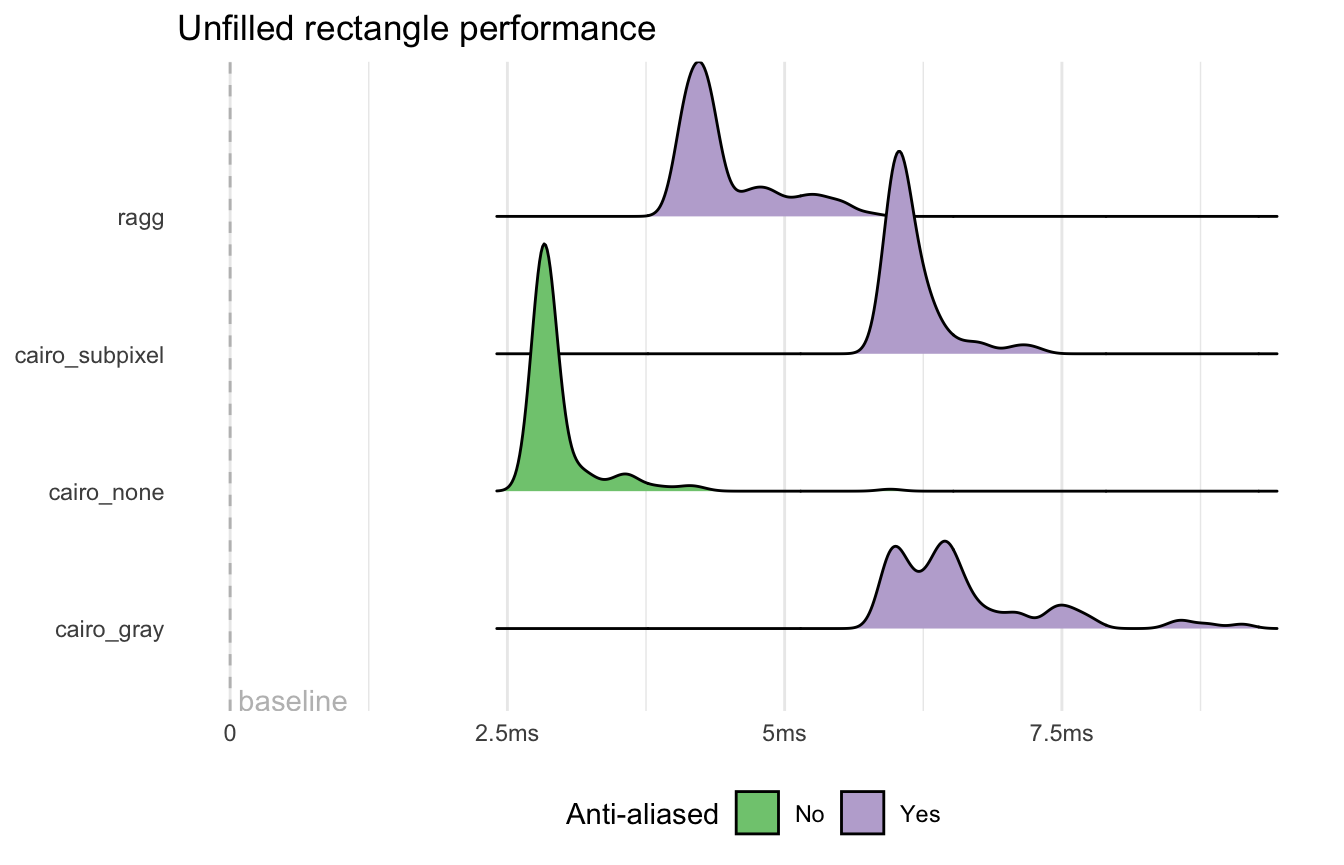 Unfilled rectangle performance
ragg
cairo_subpixel
cairo_none
cairo_gray
baseline
0 2.5ms 5ms 7.5ms
Anti-aliased No Yes